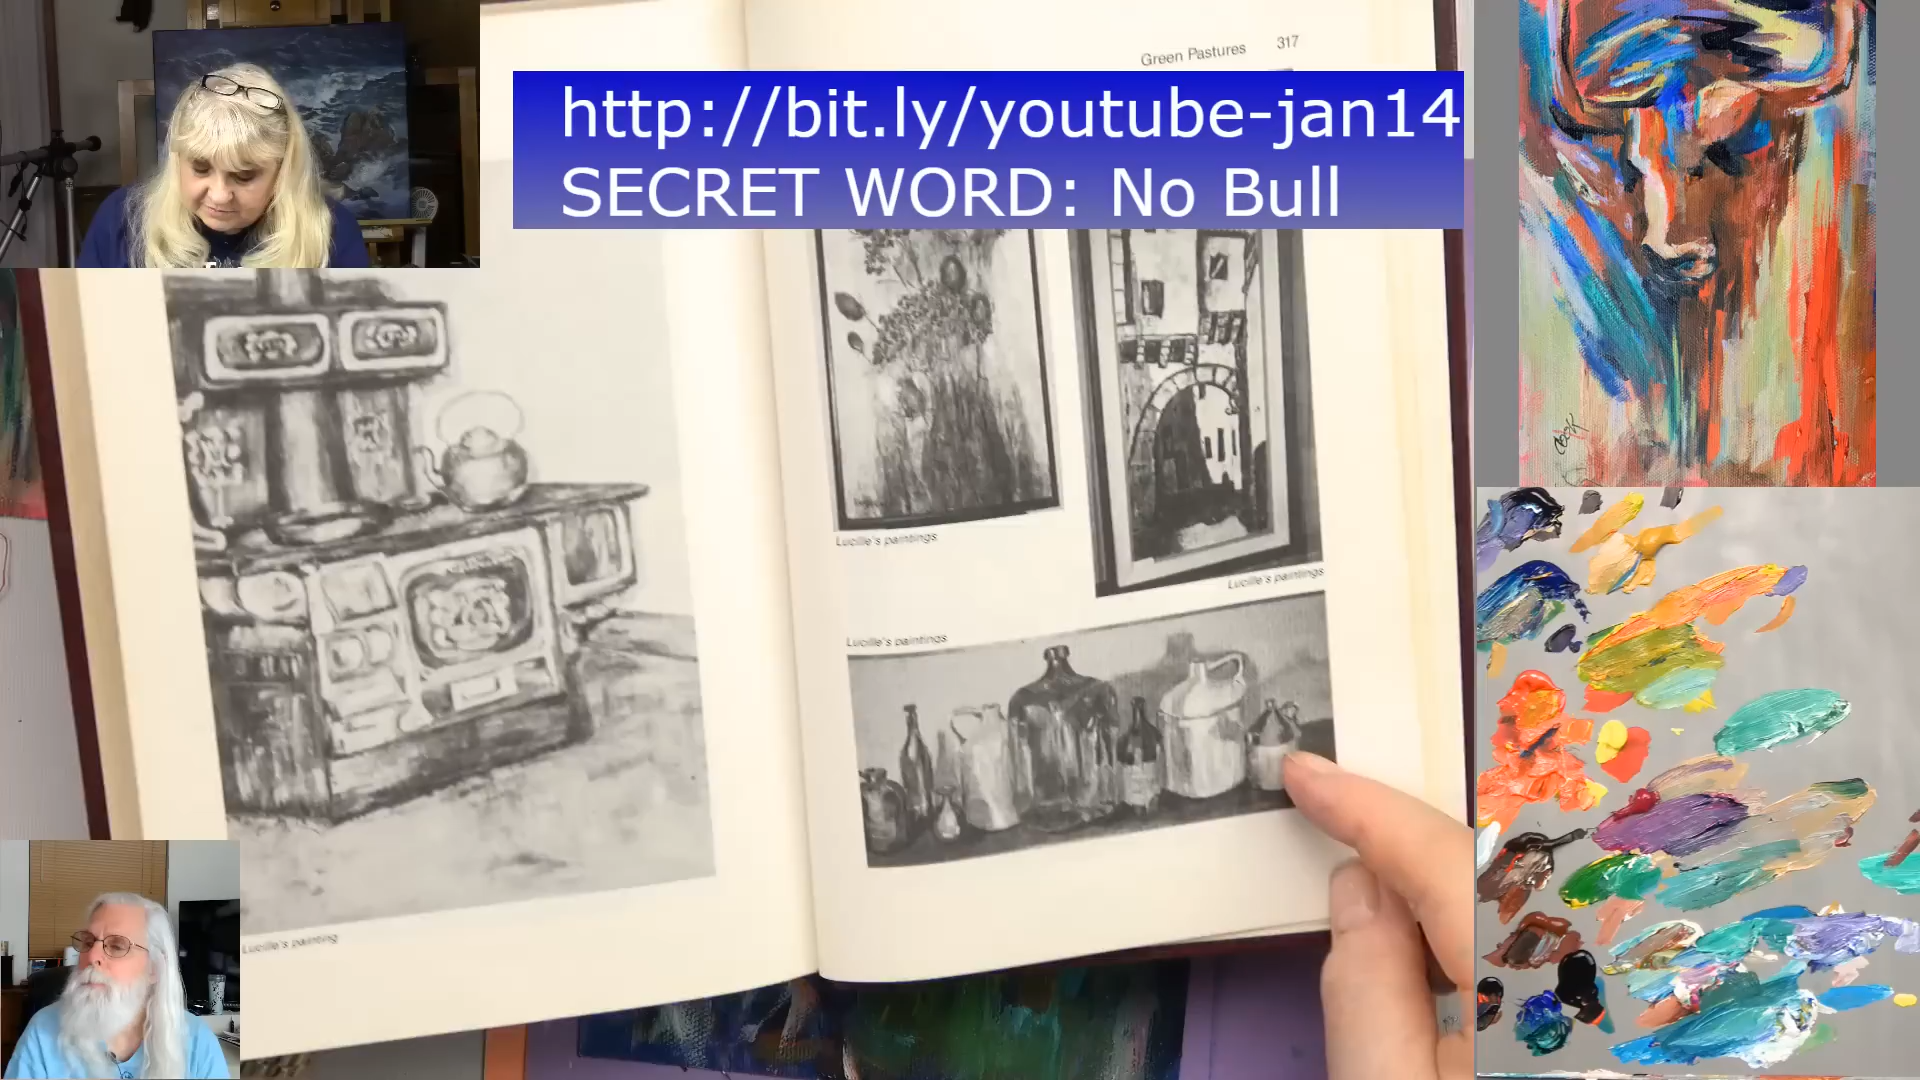 Green Pastures 317
http://bit.ly/youtube-jan14
SECRET WORD: No Bull
Lucille's paintings
Lucille's paintings
Lucille's paintings
Lucille's painting